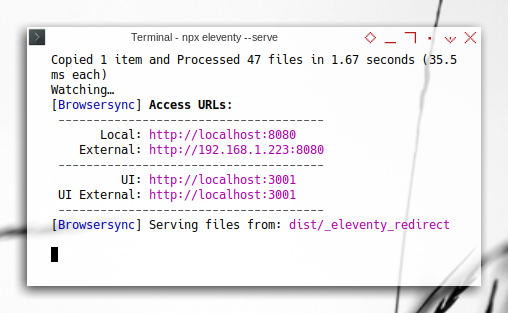 Terminal - npx eleventy --serve
Copied 1 item and Processed 47 files in 1.67 seconds (35.5
ms each)
Watching…
[Browsersync] Access URLs:
--------------------------------------
Local: http://localhost:8080
External: http://192.168.1.223:8080
--------------------------------------
UI: http://localhost:3001
UI External: http://localhost:3001
--------------------------------------
[Browsersync] Serving files from: dist/_eleventy_redirect